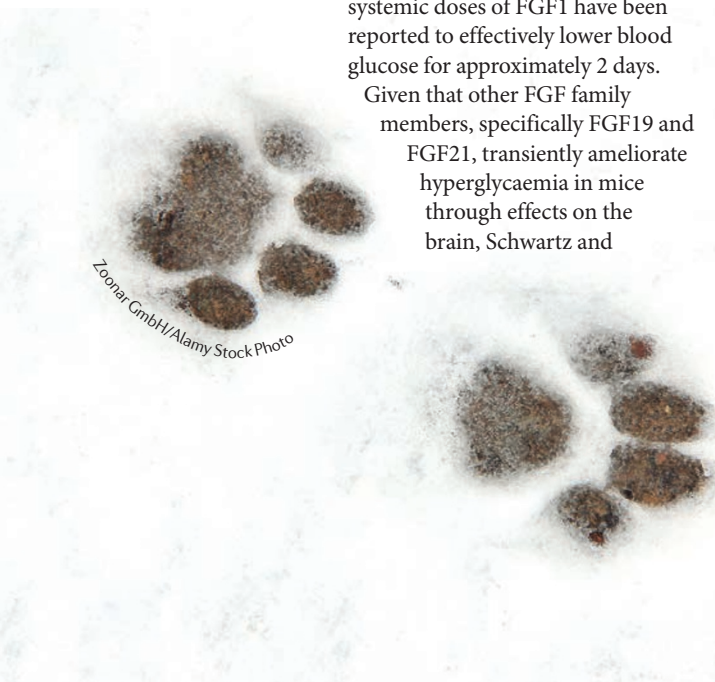 systemic doses of FGF1 have been
reported to effectively lower blood
glucose for approximately 2 days.
Given that other FGF family
members, specifically FGF19 and
FGF21, transiently ameliorate
hyperglycaemia in mice
through effects on the
brain, Schwartz and
Zoonar GmbH/Alamy Stock Photo